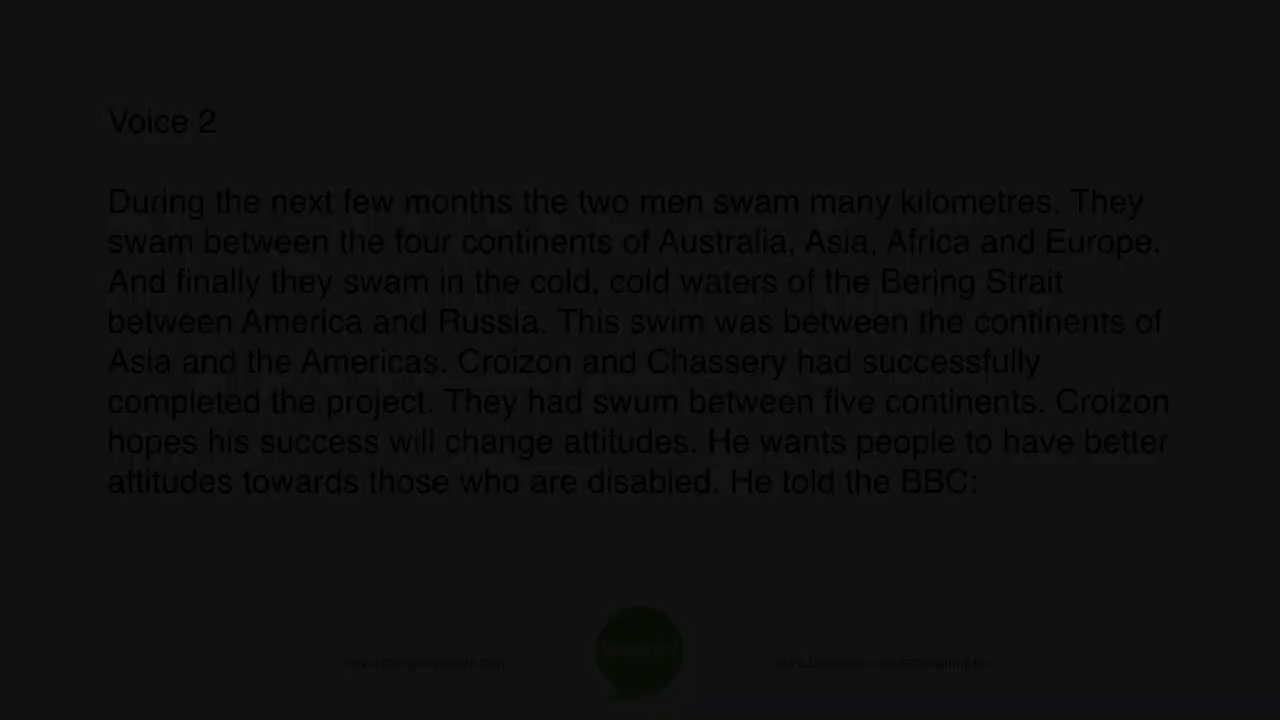 Voice 2
During the next few months the two men swam many kilometres. They
swam between the four continents of Australia, Asia, Africa and Europe.
And finally they swam in the cold, cold waters of the Bering Strait
between America and Russia. This swim was between the continents of
Asia and the Americas. Croizon and Chassery had successfully
completed the project. They had swum between five continents. Croizon
hopes his success will change attitudes. He wants people to have better
attitudes towards those who are disabled. He told the BBC: